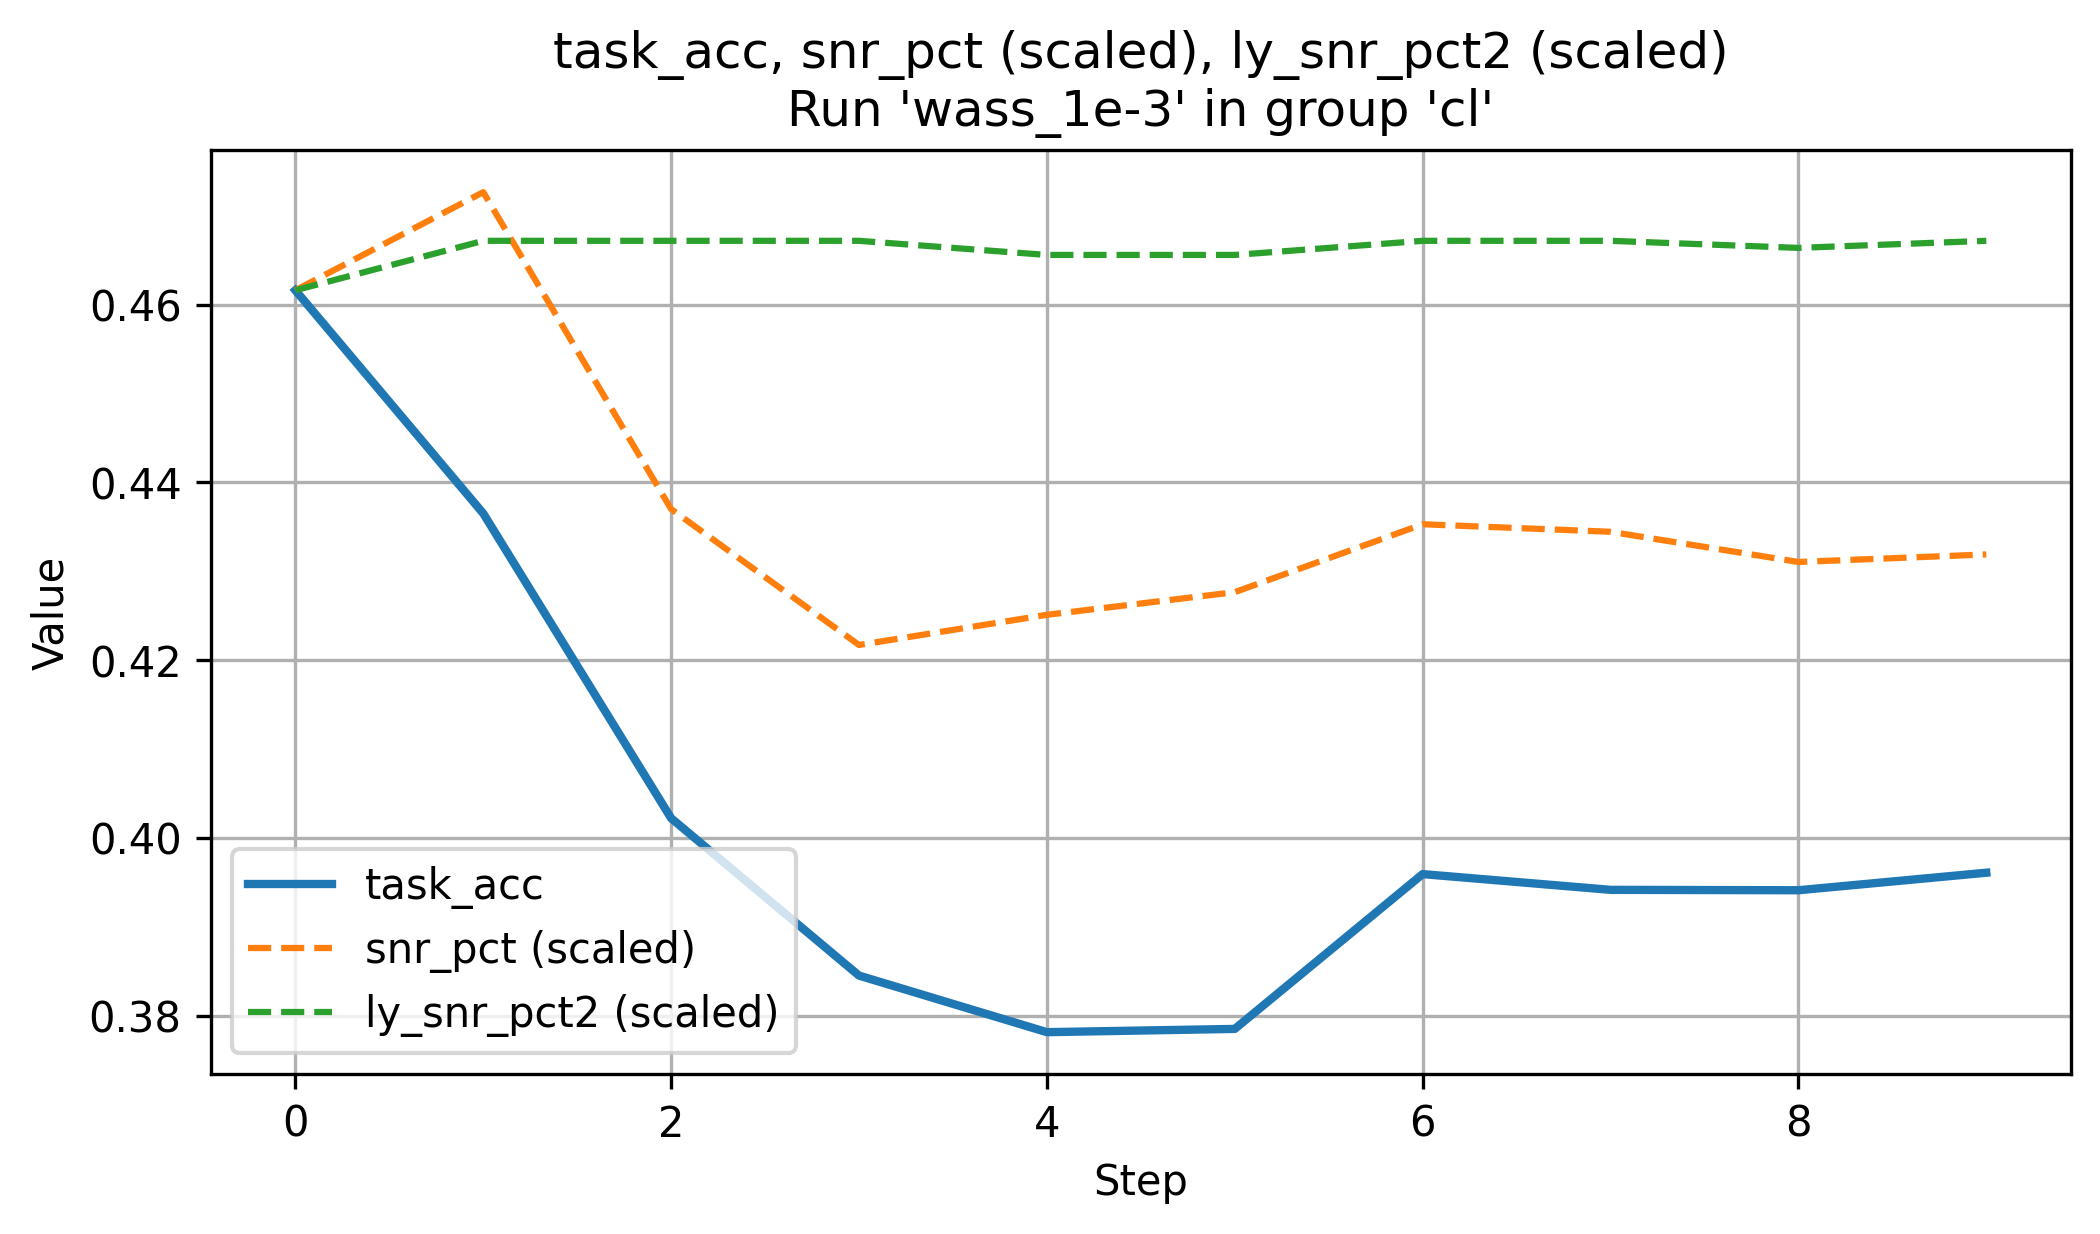 task_acc, snr_pct (scaled), ly_snr_pct2 (scaled)
Run 'wass_1e-3' in group 'cl'
Value
0.46
0.44
0.42
0.40
0.38
task_acc
snr_pct (scaled)
ly_snr_pct2 (scaled)
0 2 4 6 8
Step